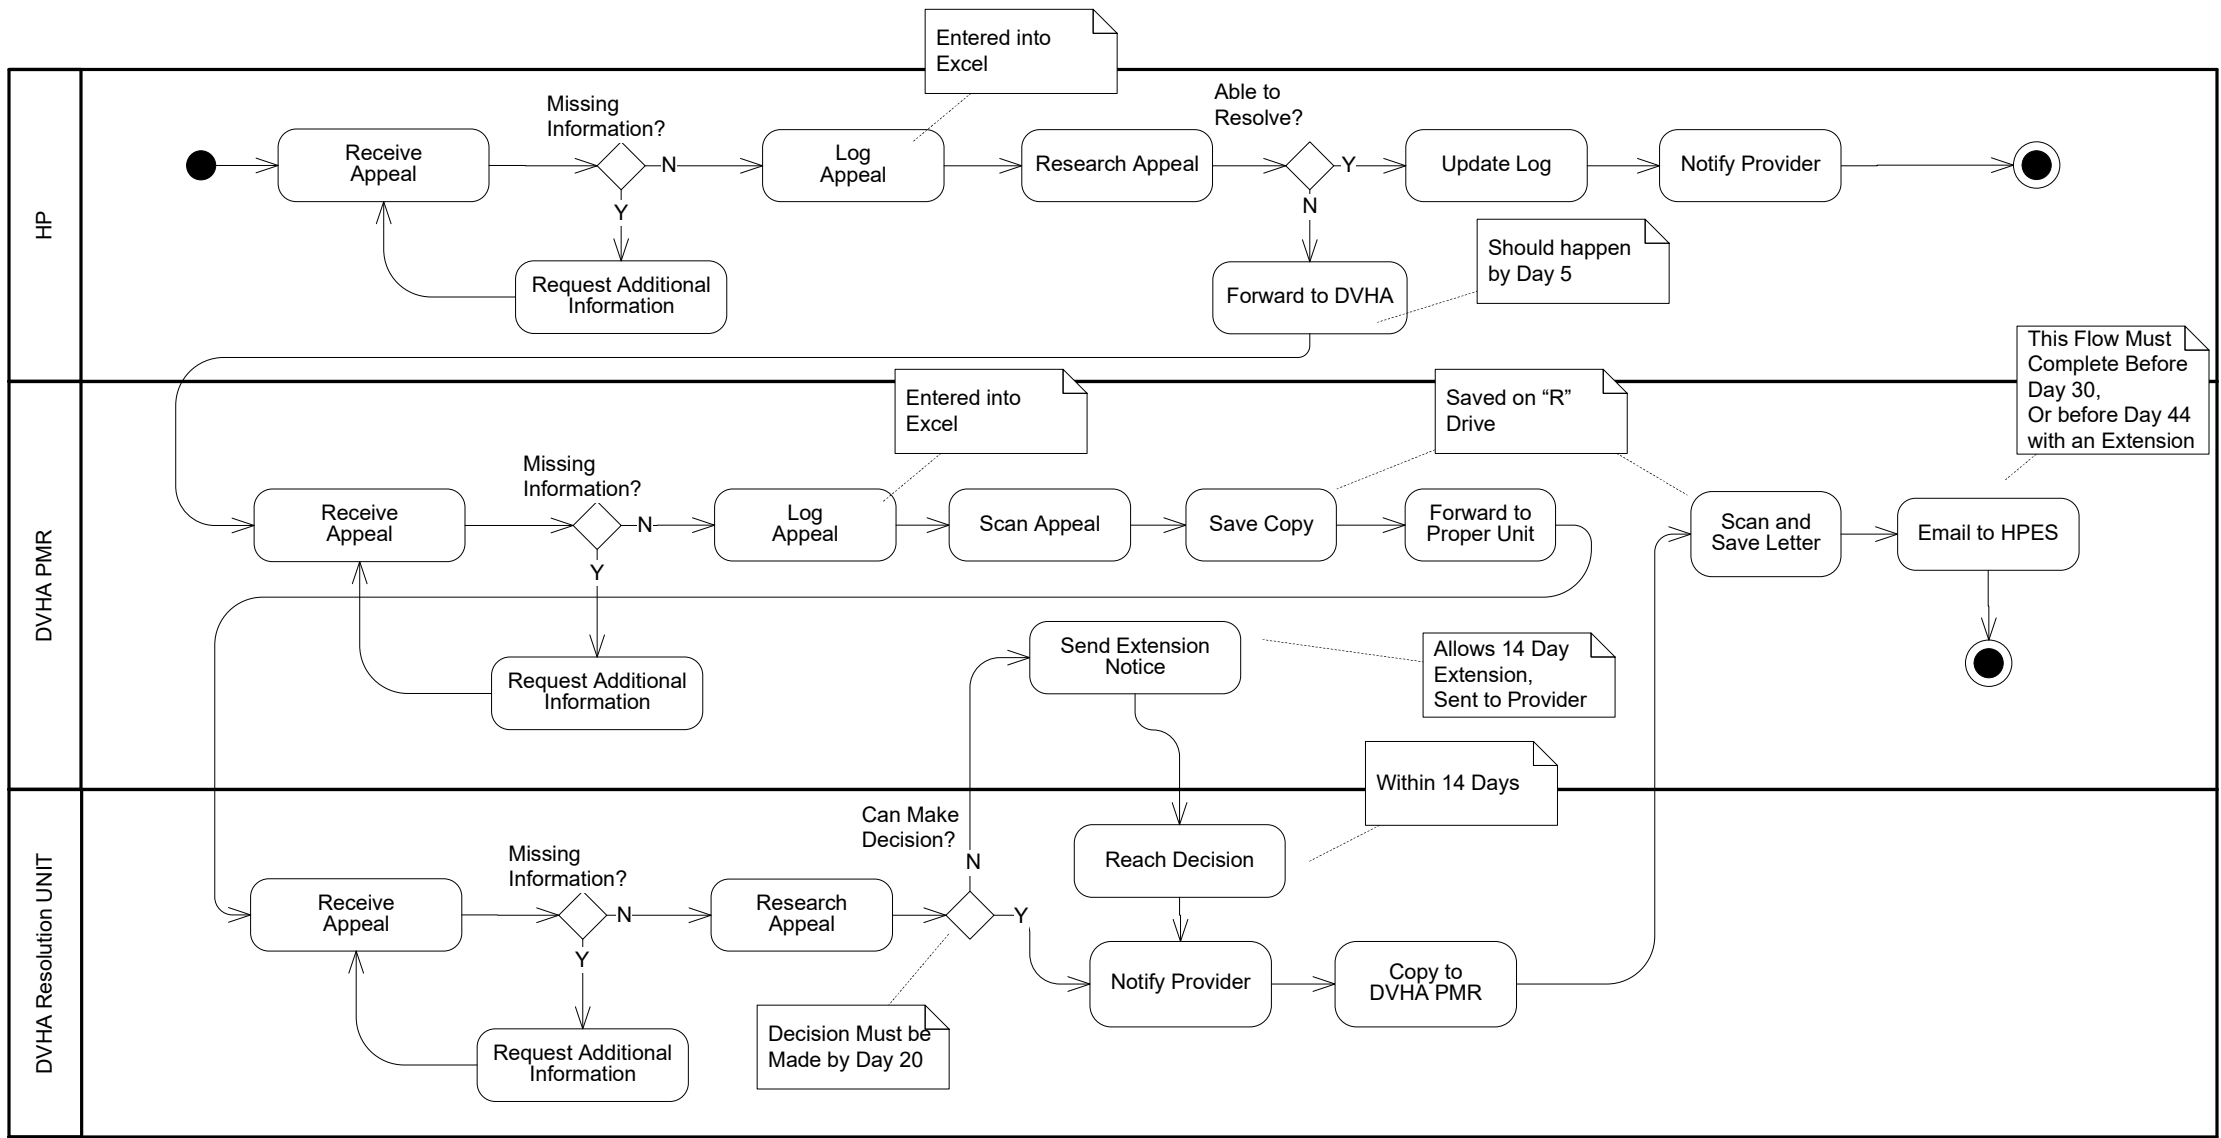 Entered into
Excel
HP
Missing
Information?
Able to
Resolve?
Receive
Appeal
N
Log
Appeal
Research Appeal
Y
Update Log
Notify Provider
Y
N
Request Additional
Information
Forward to DVHA
Should happen
by Day 5
This Flow Must
Complete Before
Day 30,
Or before Day 44
with an Extension
DVHA PMR
Entered into
Excel
Saved on “R”
Drive
Missing
Information?
Receive
Appeal
N
Log
Appeal
Scan Appeal
Save Copy
Forward to
Proper Unit
Scan and
Save Letter
Email to HPES
Y
Request Additional
Information
Send Extension
Notice
Allows 14 Day
Extension,
Sent to Provider
Within 14 Days
DVHA Resolution UNIT
Can Make
Decision?
Missing
Information?
N
Reach Decision
Receive
Appeal
N
Research
Appeal
Y
Y
Request Additional
Information
Notify Provider
Copy to
DVHA PMR
Decision Must be
Made by Day 20